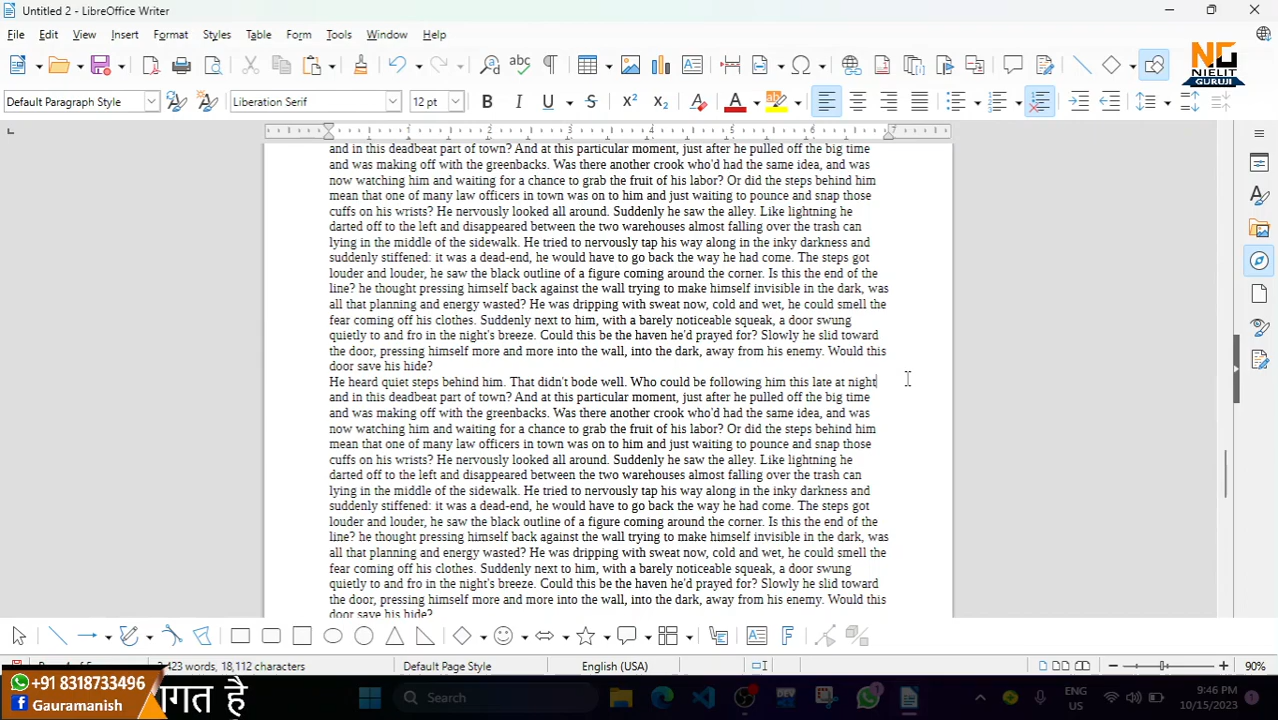 Untitled 2 - LibreOffice Writer
File Edit View Insert Format Styles Table Form Tools Window Help
NG
NIELIT
GURUJI
Default Paragraph Style
Liberation Serif
12 pt
and in this deadbeat part of town? And at this particular moment, just after he pulled off the big time
and was making off with the greenbacks. Was there another crook who'd had the same idea, and was
now watching him and waiting for a chance to grab the fruit of his labor? Or did the steps behind him
mean that one of many law officers in town was on to him and just waiting to pounce and snap those
cuffs on his wrists? He nervously looked all around. Suddenly he saw the alley. Like lightning he
darted off to the left and disappeared between the two warehouses almost falling over the trash can
lying in the middle of the sidewalk. He tried to nervously tap his way along in the inky darkness and
suddenly stiffened: it was a dead-end, he would have to go back the way he had come. The steps got
louder and louder, he saw the black outline of a figure coming around the corner. Is this the end of the
line? he thought pressing himself back against the wall trying to make himself invisible in the dark, was
all that planning and energy wasted? He was dripping with sweat now, cold and wet, he could smell the
fear coming off his clothes. Suddenly next to him, with a barely noticeable squeak, a door swung
quietly to and fro in the night's breeze. Could this be the haven he'd prayed for? Slowly he slid toward
the door, pressing himself more and more into the wall, into the dark, away from his enemy. Would this
door save his hide?
He heard quiet steps behind him. That didn't bode well. Who could be following him this late at night
and in this deadbeat part of town? And at this particular moment, just after he pulled off the big time
and was making off with the greenbacks. Was there another crook who'd had the same idea, and was
now watching him and waiting for a chance to grab the fruit of his labor? Or did the steps behind him
mean that one of many law officers in town was on to him and just waiting to pounce and snap those
cuffs on his wrists? He nervously looked all around. Suddenly he saw the alley. Like lightning he
darted off to the left and disappeared between the two warehouses almost falling over the trash can
lying in the middle of the sidewalk. He tried to nervously tap his way along in the inky darkness and
suddenly stiffened: it was a dead-end, he would have to go back the way he had come. The steps got
louder and louder, he saw the black outline of a figure coming around the corner. Is this the end of the
line? he thought pressing himself back against the wall trying to make himself invisible in the dark, was
all that planning and energy wasted? He was dripping with sweat now, cold and wet, he could smell the
fear coming off his clothes. Suddenly next to him, with a barely noticeable squeak, a door swung
quietly to and fro in the night's breeze. Could this be the haven he'd prayed for? Slowly he slid toward
the door, pressing himself more and more into the wall, into the dark, away from his enemy. Would this
door save his hide?
423 words, 18,112 characters
Default Page Style
English (USA)
90%
+91 8318733496
Gauramanish
है
Search
ENG
US
9:46 PM
10/15/2023